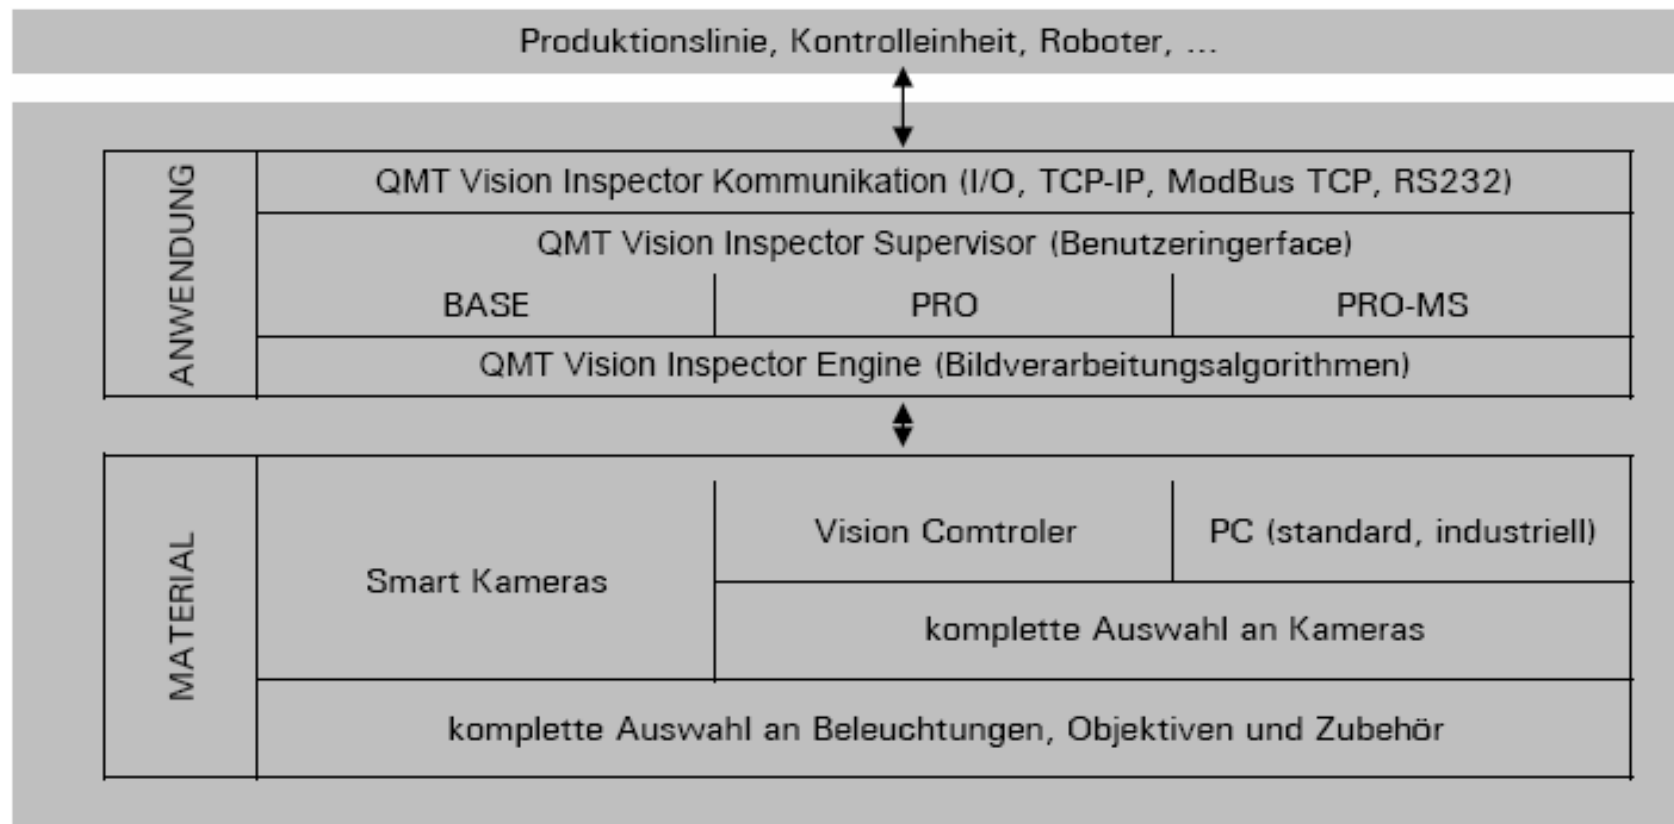 Produktionslinie, Kontrolleinheit, Roboter, ...
ANWENDUNG
QMT Vision Inspector Kommunikation (I/O, TCP-IP, ModBus TCP, RS232)
QMT Vision Inspector Supervisor (Benutzeringerface)
BASE
PRO
PRO-MS
QMT Vision Inspector Engine (Bildverarbeitungsalgorithmen)
MATERIAL
Smart Kameras
Vision Comtroler
PC (standard, industriell)
komplette Auswahl an Kameras
komplette Auswahl an Beleuchtungen, Objektiven und Zubehör